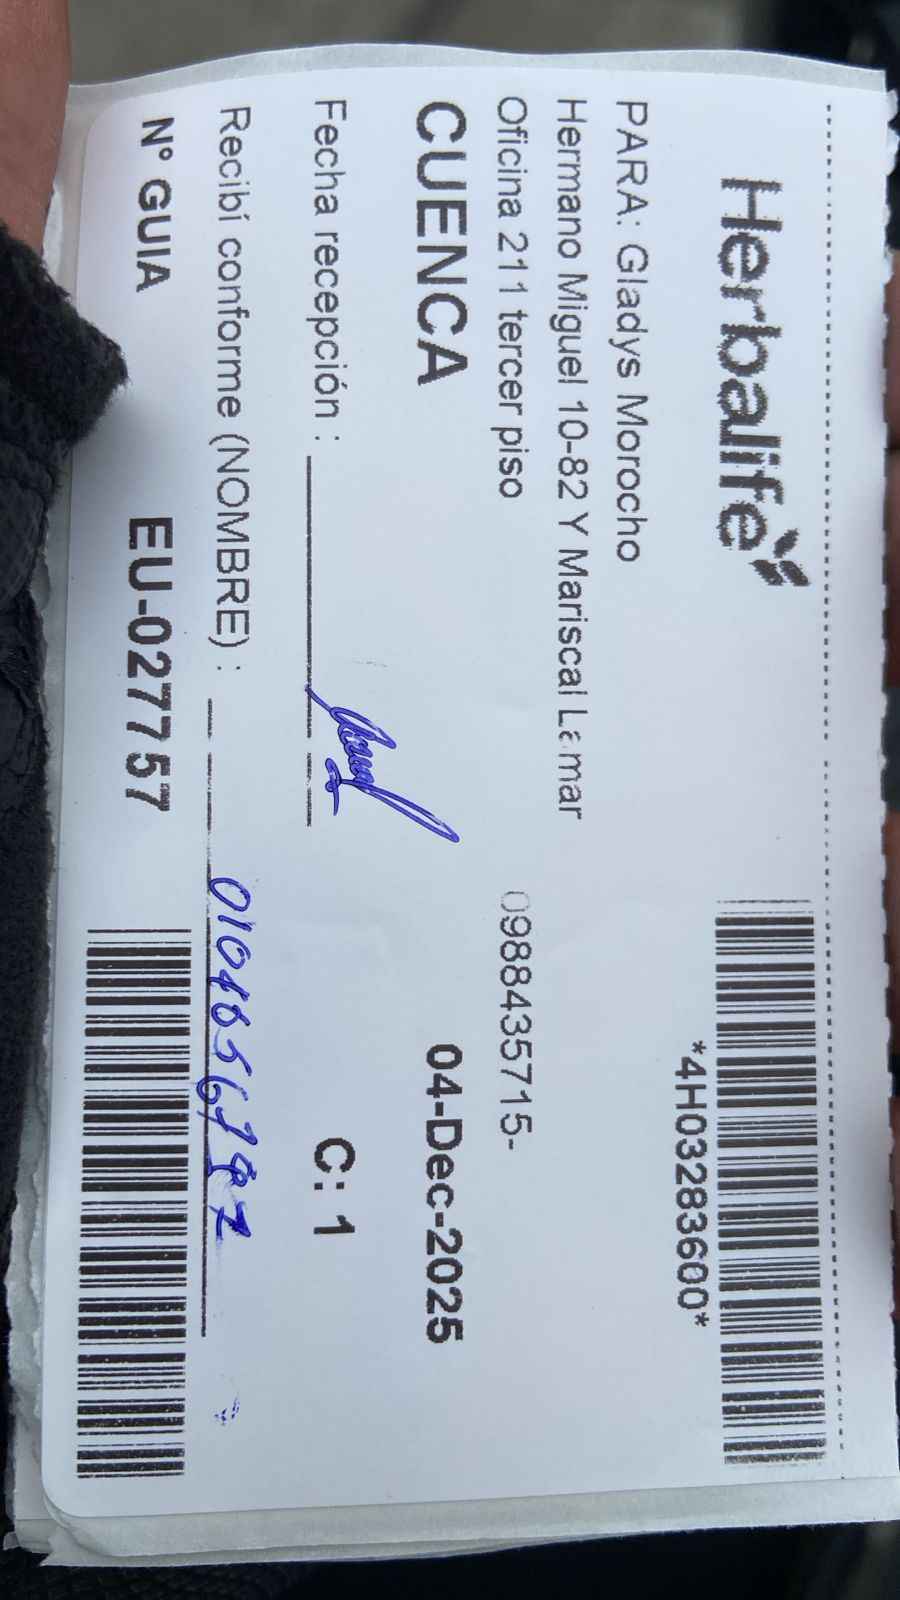 Herbalife
*4H03283600*
PARA: Gladys Morocho
Hermano Miguel 10-82 Y Mariscal Lamar
Oficina 211 tercer piso 0988435715-
CUENCA 04-Dec-2025
Fecha recepción :
C: 1
Recibí conforme (NOMBRE) :
N° GUIA EU-027757